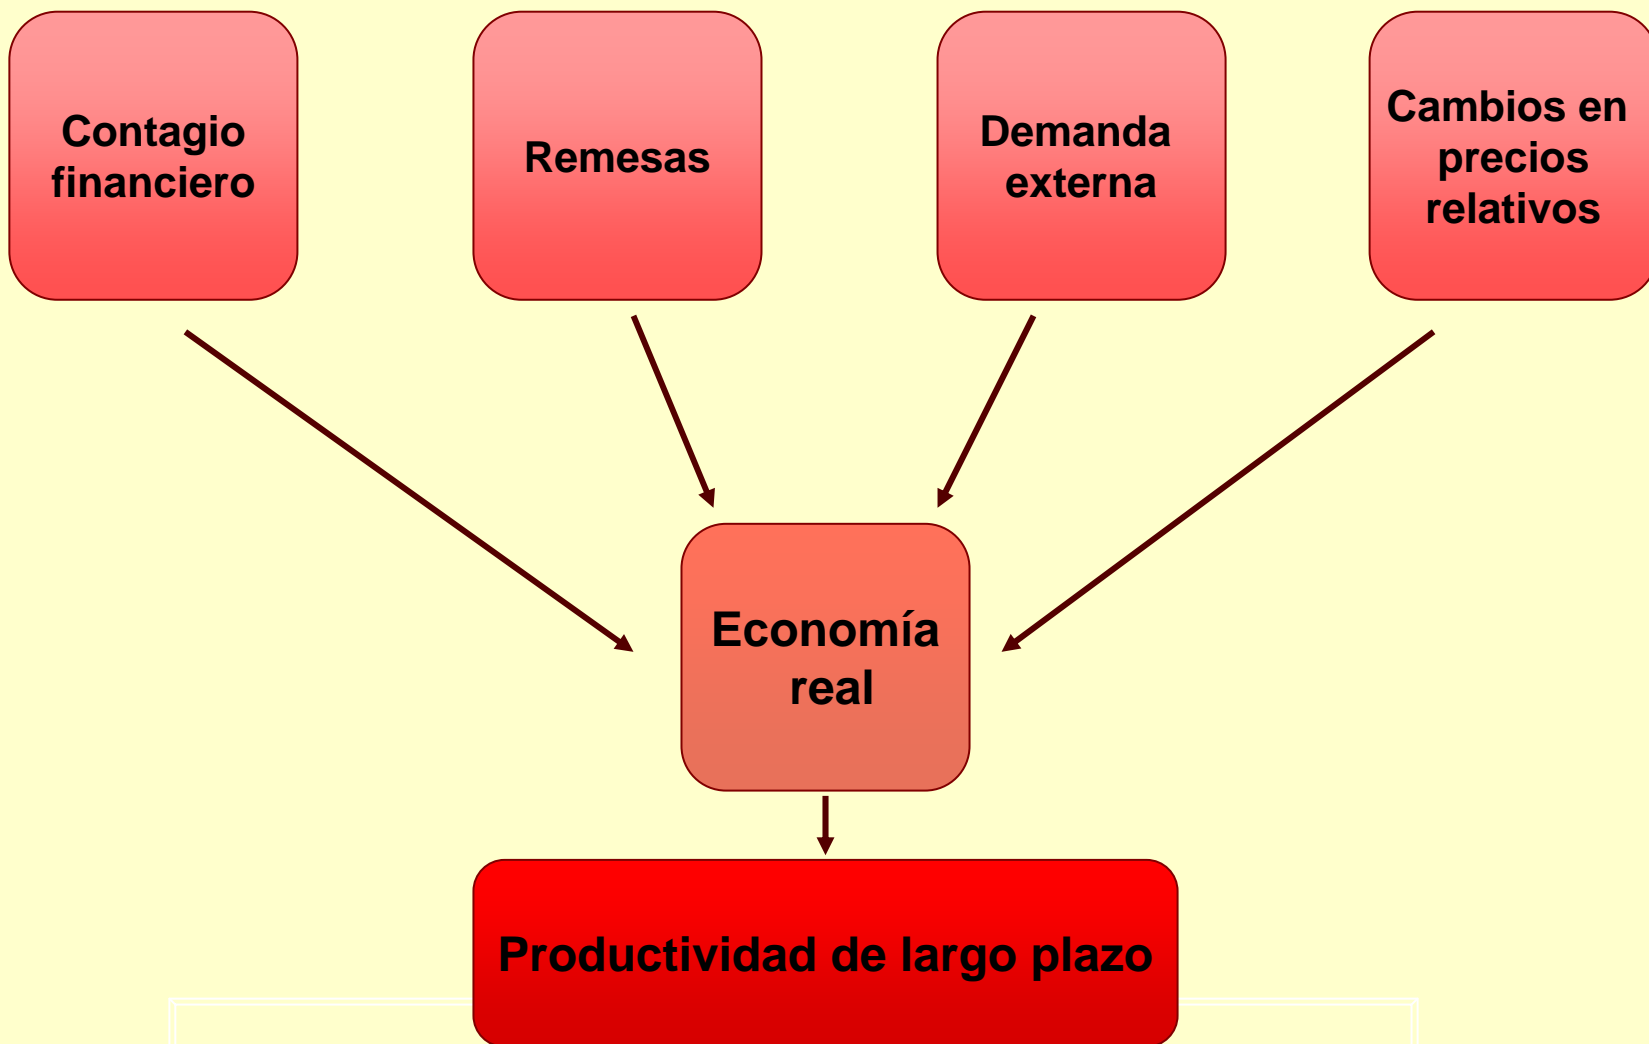 Contagio
financiero
Remesas
Demanda
externa
Cambios en
precios
relativos
Economía
real
Productividad de largo plazo